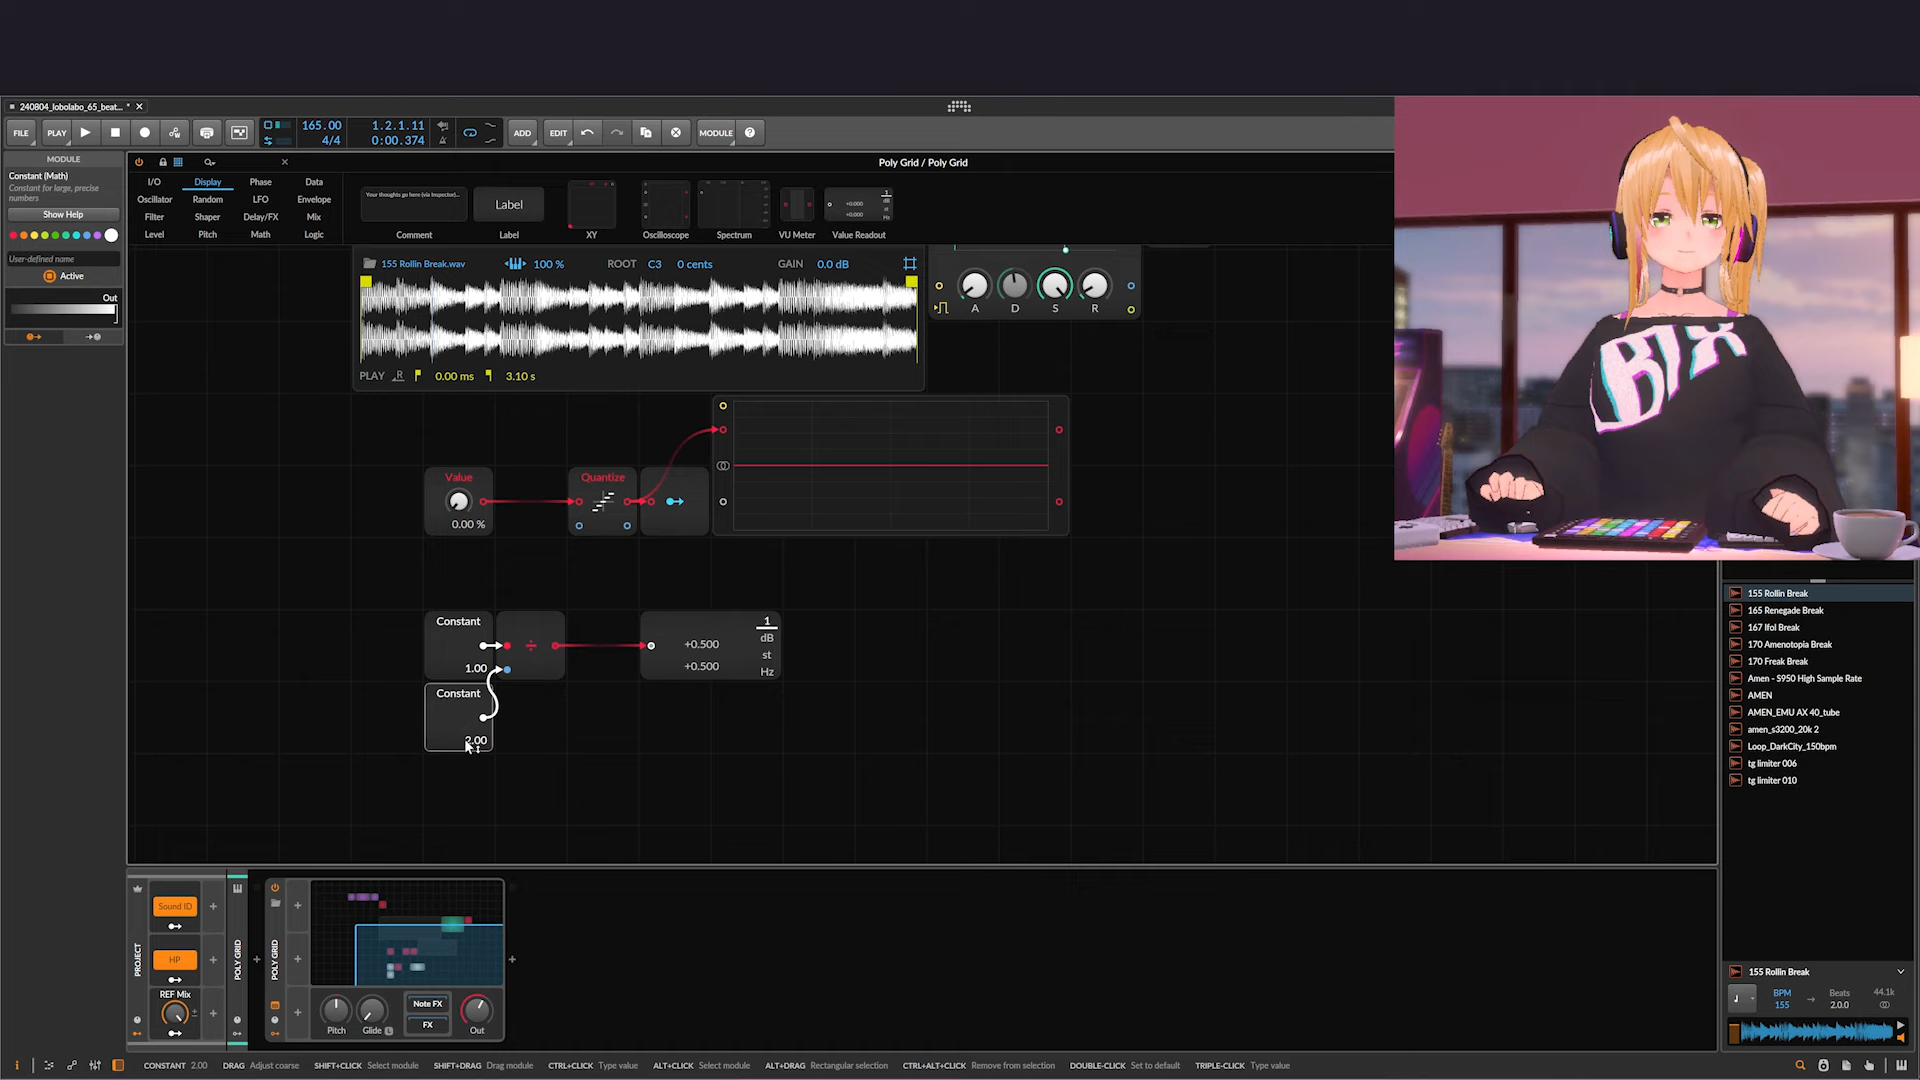 240804_lobolabo_65_beat... *
FILE
PLAY
165.00
4/4
1.2.1.11
0:00.374
ADD
EDIT
MODULE
Poly Grid / Poly Grid
MODULE
Constant (Math)
Constant for large, precise
numbers
Show Help
User-defined name
Active
Out
I/O
Display
Phase
Data
Oscillator
Random
LFO
Envelope
Filter
Shaper
Delay/FX
Mix
Level
Pitch
Math
Logic
Your thoughts go here (via Inspector)...
Label
Comment
Label
XY
Oscilloscope
Spectrum
VU Meter
Value Readout
155 Rollin Break.wav
100 %
ROOT
C3
0 cents
GAIN
0.0 dB
A
D
S
R
PLAY
0.00 ms
3.10 s
Value
0.00 %
Quantize
Constant
1.00
Constant
2.00
+0.500
+0.500
1
dB
st
Hz
BTX
155 Rollin Break
165 Renegade Break
167 Ifol Break
170 Amenotopia Break
170 Freak Break
Amen - S950 High Sample Rate
AMEN
AMEN_EMU AX 40_tube
amen_s3200_20k 2
Loop_DarkCity_150bpm
tg limiter 006
tg limiter 010
155 Rollin Break
BPM
155
Beats
2.0.0
44.1k
PROJECT
Sound ID
HP
REF Mix
POLY GRID
POLY GRID
Pitch
Glide
L
Note FX
FX
Out
CONSTANT 2.00
DRAG Adjust coarse
SHIFT+CLICK Select module
SHIFT+DRAG Drag module
CTRL+CLICK Type value
ALT+CLICK Select module
ALT+DRAG Rectangular selection
CTRL+ALT+CLICK Remove from selection
DOUBLE-CLICK Set to default
TRIPLE-CLICK Type value